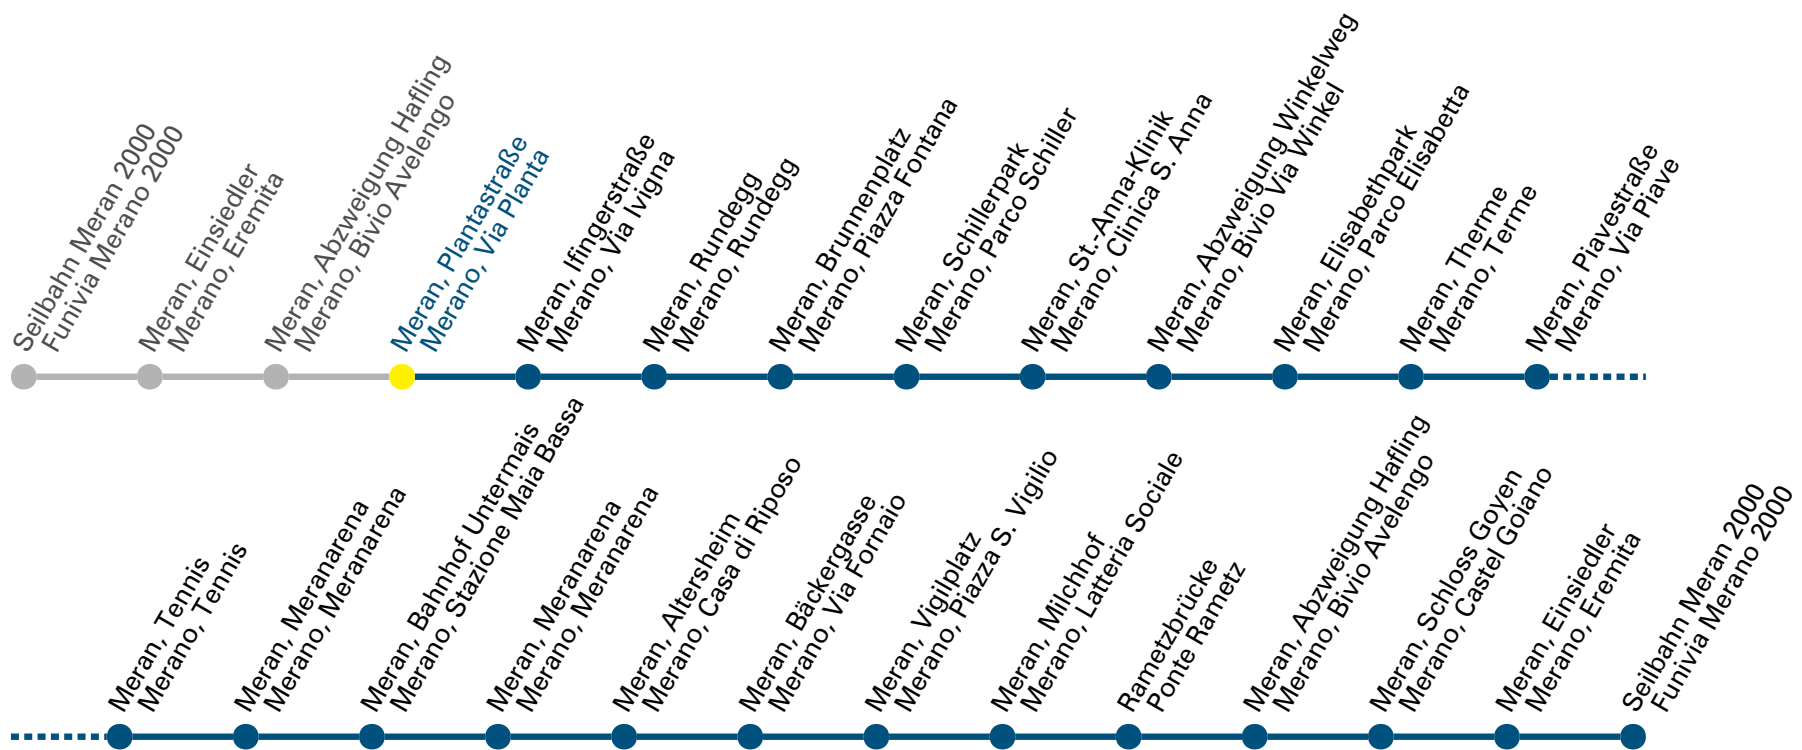 Seilbahn Meran 2000
Funivia Merano 2000
Meran, Einsiedler
Merano, Eremita
Meran, Abzweigung Hafling
Merano, Bivio Avelengo
Meran, Plantastraße
Merano, Via Planta
Meran, Ifingerstraße
Merano, Via Ivigna
Meran, Rundegg
Merano, Rundegg
Meran, Brunnenplatz
Merano, Piazza Fontana
Meran, Schillerpark
Merano, Parco Schiller
Meran, St.-Anna-Klinik
Merano, Clinica S. Anna
Meran, Abzweigung Winkelweg
Merano, Bivio Via Winkel
Meran, Elisabethpark
Merano, Parco Elisabetta
Meran, Therme
Merano, Terme
Meran, Piavestraße
Merano, Via Piave
Meran, Tennis
Merano, Tennis
Meran, Meranarena
Merano, Meranarena
Meran, Bahnhof Untermais
Merano, Stazione Maia Bassa
Meran, Meranarena
Merano, Meranarena
Meran, Altersheim
Merano, Casa di Riposo
Meran, Bäckergasse
Merano, Via Fornaio
Meran, Vigilplatz
Merano, Piazza S. Vigilio
Meran, Milchhof
Merano, Latteria Sociale
Rametzbrücke
Ponte Rametz
Meran, Abzweigung Hafling
Merano, Bivio Avelengo
Meran, Schloss Goyen
Merano, Castel Goiano
Meran, Einsiedler
Merano, Eremita
Seilbahn Meran 2000
Funivia Merano 2000